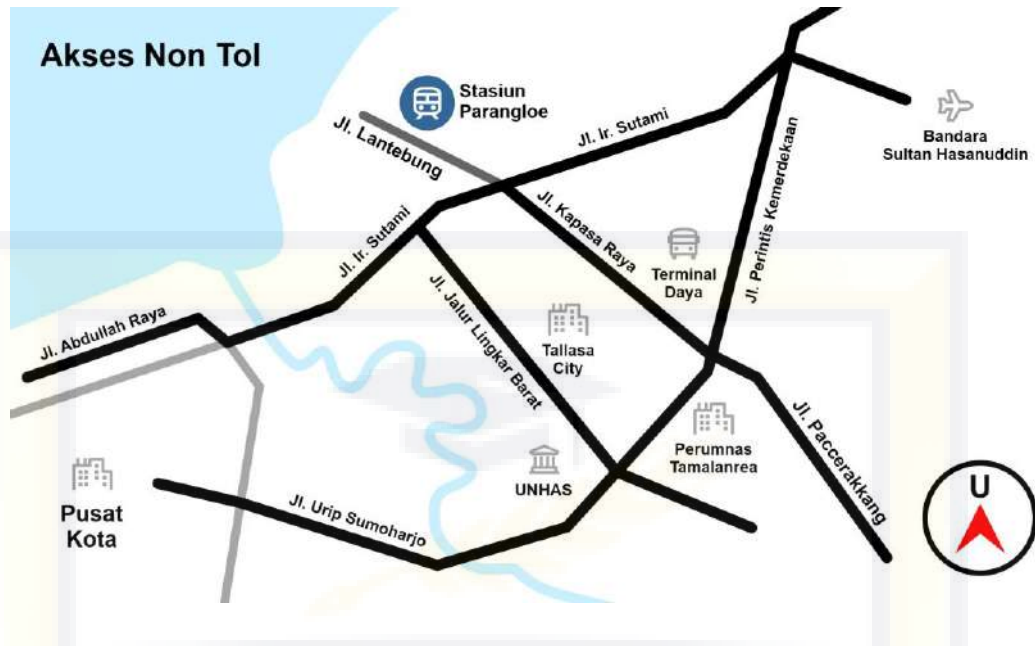 Akses Non Tol
Stasiun
Parangloe
Jl. Lantebung
Jl. Ir. Sutami
Bandara
Sultan Hasanuddin
Jl. Perintis Kemerdekaan
Jl. Kapasa Raya
Jl. Ir. Sutami
Terminal
Daya
Jl. Abdullah Raya
Jl. Jalur Lingkar Barat
Tallasa
City
Jl. Paccerakkang
Perumnas
Tamalanrea
UNHAS
U
Pusat
Kota
Jl. Urip Sumoharjo